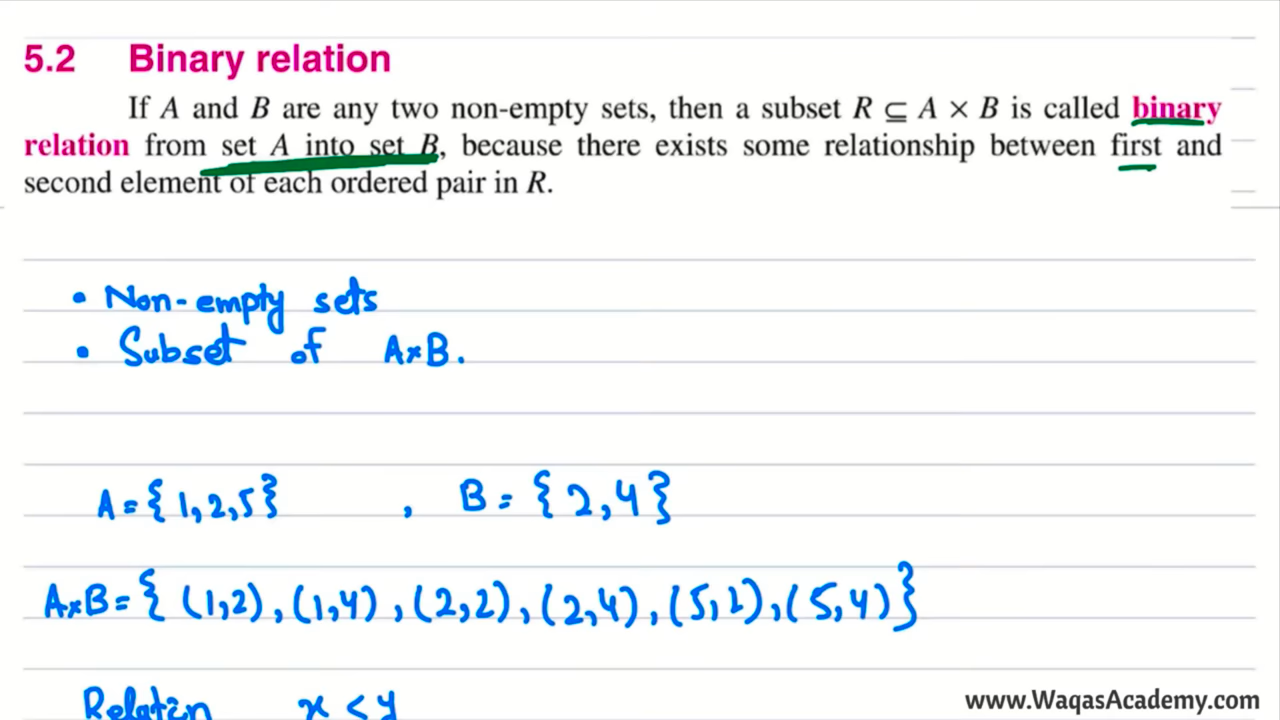 5.2 Binary relation
If A and B are any two non-empty sets, then a subset R ⊆ A × B is called binary
relation from set A into set B, because there exists some relationship between first and
second element of each ordered pair in R.
• Non-empty sets
• Subset of A×B.
A = {1,2,5} , B = {2,4}
A×B = { (1,2), (1,4), (2,2), (2,4), (5,2), (5,4) }
Relation x < y
www.WaqasAcademy.com